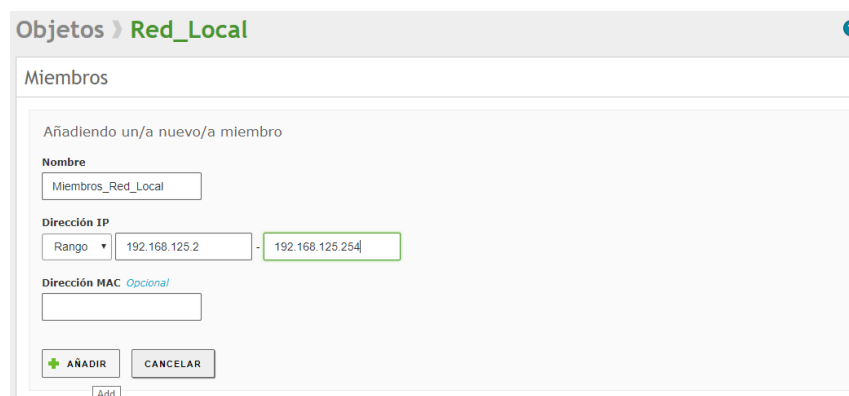 Objetos》Red_Local
Miembros
Añadiendo un/a nuevo/a miembro
Nombre
Miembros_Red_Local
Dirección IP
Rango 192.168.125.2 - 192.168.125.254
Dirección MAC Opcional
AÑADIR CANCELAR
Add